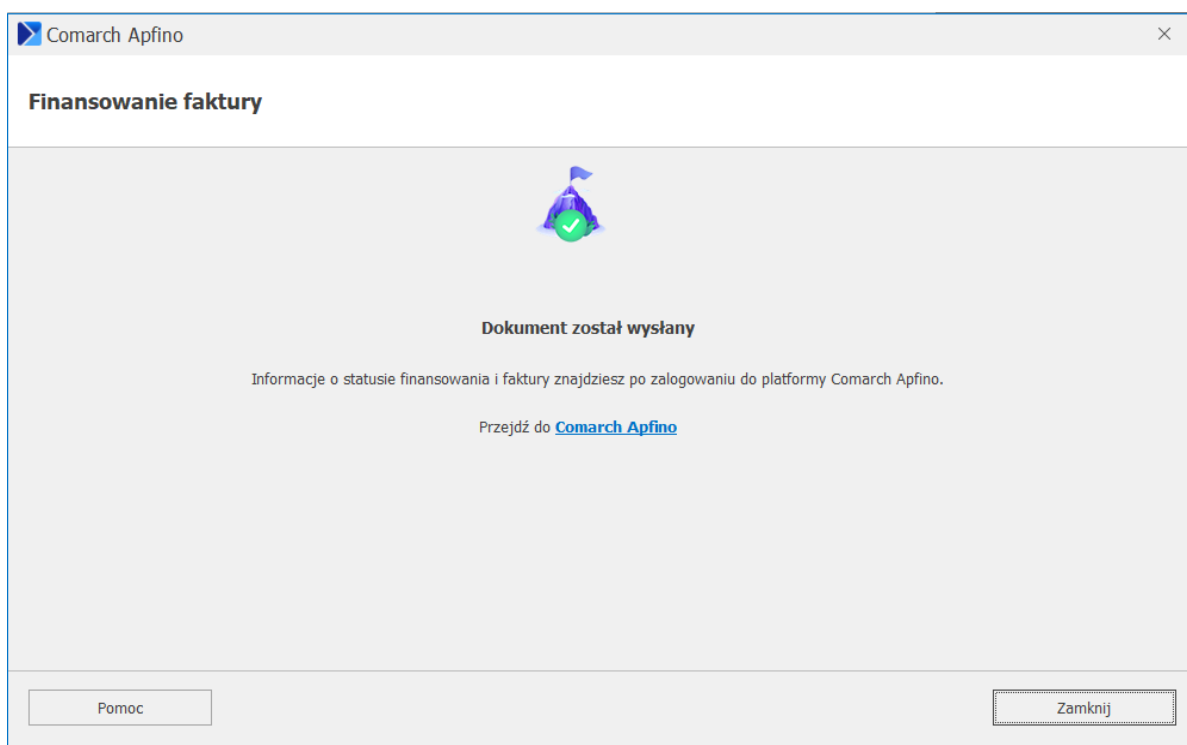 Comarch Apfino
Finansowanie faktury
Dokument został wysłany
Informacje o statusie finansowania i faktury znajdziesz po zalogowaniu do platformy Comarch Apfino.
Przejdź do Comarch Apfino
Pomoc
Zamknij